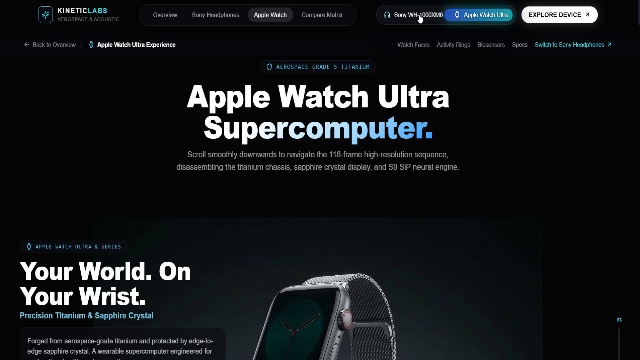 KINETICLABS
AEROSPACE & ACOUSTIC
Overview
Sony Headphones
Apple Watch
Compare Matrix
Sony WH-1000XM6
Apple Watch Ultra
EXPLORE DEVICE ↗
← Back to Overview
Apple Watch Ultra Experience
Watch Faces
Activity Rings
Biosensors
Specs
Switch to Sony Headphones ↗
AEROSPACE GRADE 5 TITANIUM
Apple Watch Ultra
Supercomputer.
Scroll smoothly downwards to navigate the 118-frame high-resolution sequence,
disassembling the titanium chassis, sapphire crystal display, and S9 SiP neural engine.
APPLE WATCH ULTRA & SERIES
Your World. On
Your Wrist.
Precision Titanium & Sapphire Crystal
Forged from aerospace-grade titanium and protected by edge-to-
edge sapphire crystal. A wearable supercomputer engineered for